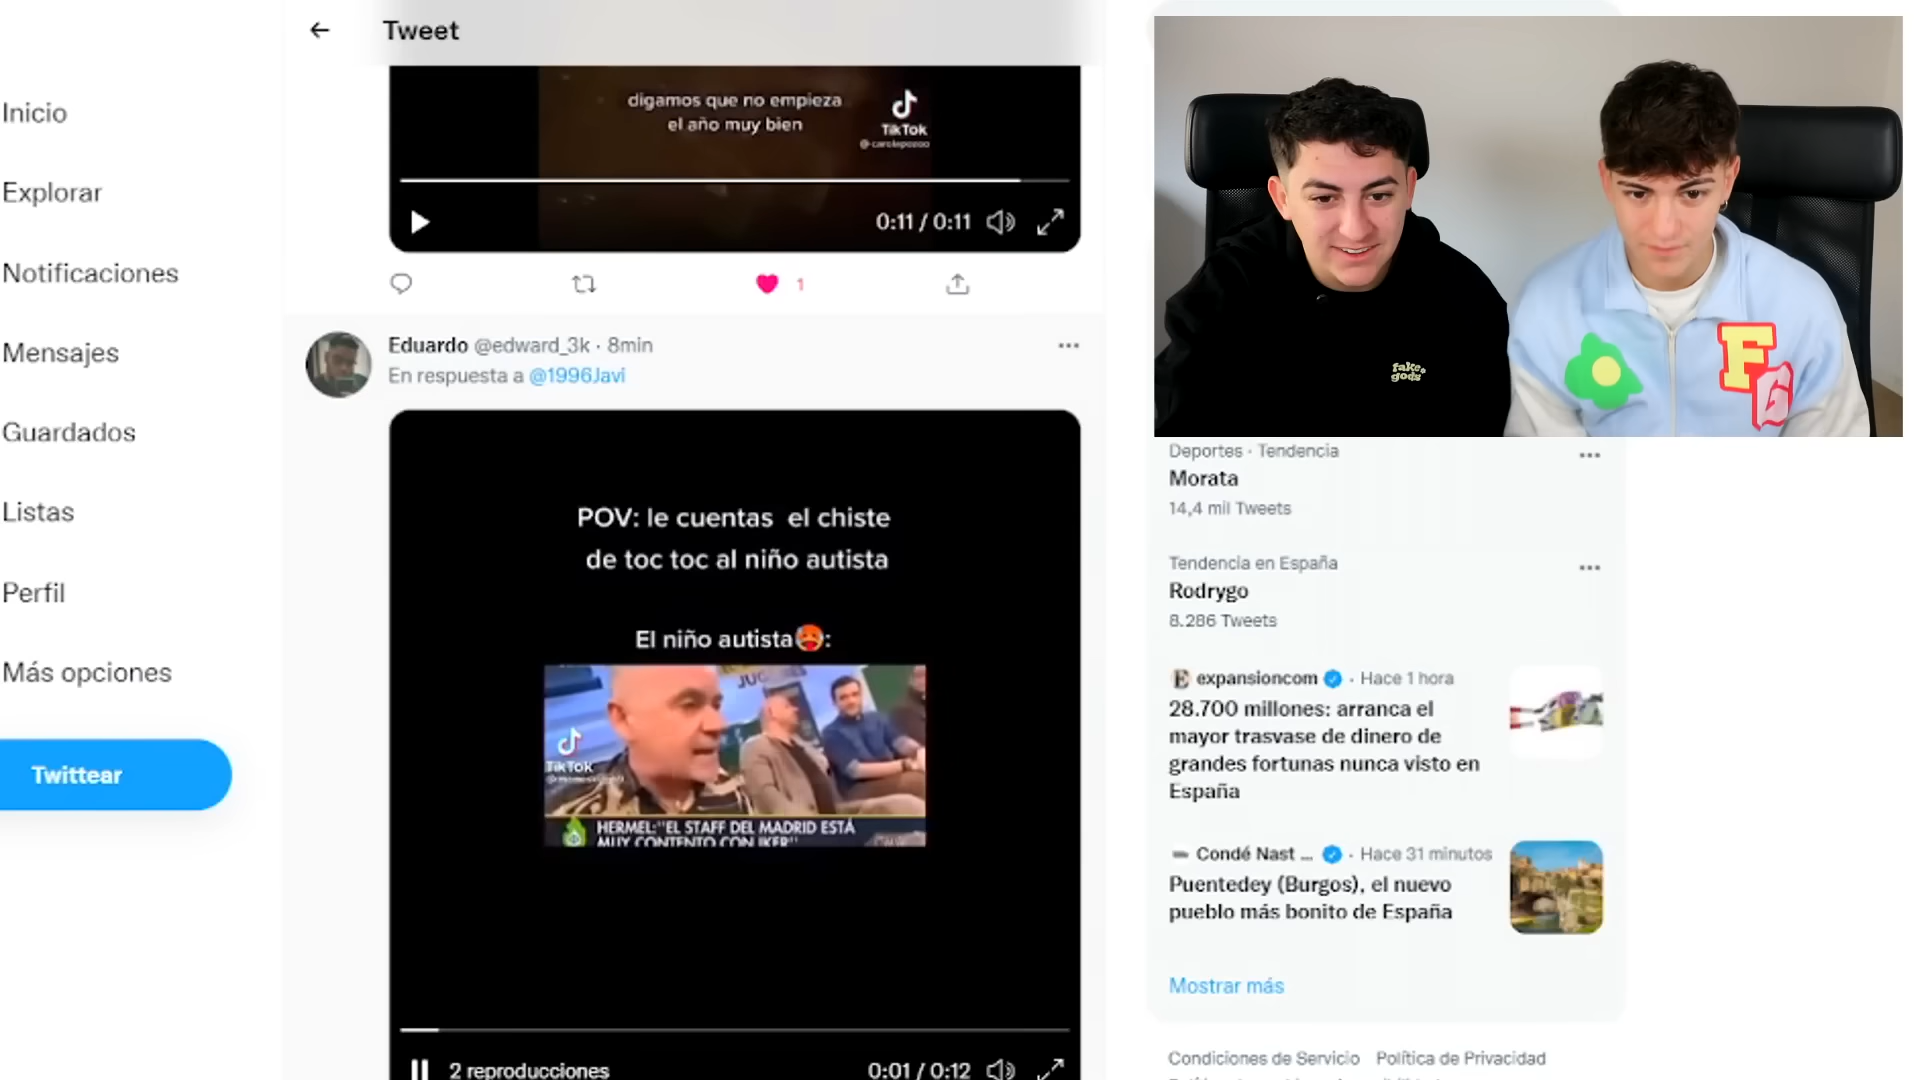 Tweet
Inicio
Explorar
Notificaciones
Mensajes
Guardados
Listas
Perfil
Más opciones
Twittear
digamos que no empieza
el año muy bien
TikTok
0:11 / 0:11
1
Eduardo @edward_3k · 8min
En respuesta a @1996Javi
POV: le cuentas el chiste
de toc toc al niño autista
El niño autista🥵:
TikTok
HERMEL:"EL STAFF DEL MADRID ESTÁ
MUY CONTENTO CON IKER"
2 reproducciones
0:01 / 0:12
fake
gods
F
G
Deportes · Tendencia
Morata
14,4 mil Tweets
Tendencia en España
Rodrygo
8.286 Tweets
E expansioncom · Hace 1 hora
28.700 millones: arranca el
mayor trasvase de dinero de
grandes fortunas nunca visto en
España
Condé Nast ... · Hace 31 minutos
Puentedey (Burgos), el nuevo
pueblo más bonito de España
Mostrar más
Condiciones de Servicio Política de Privacidad